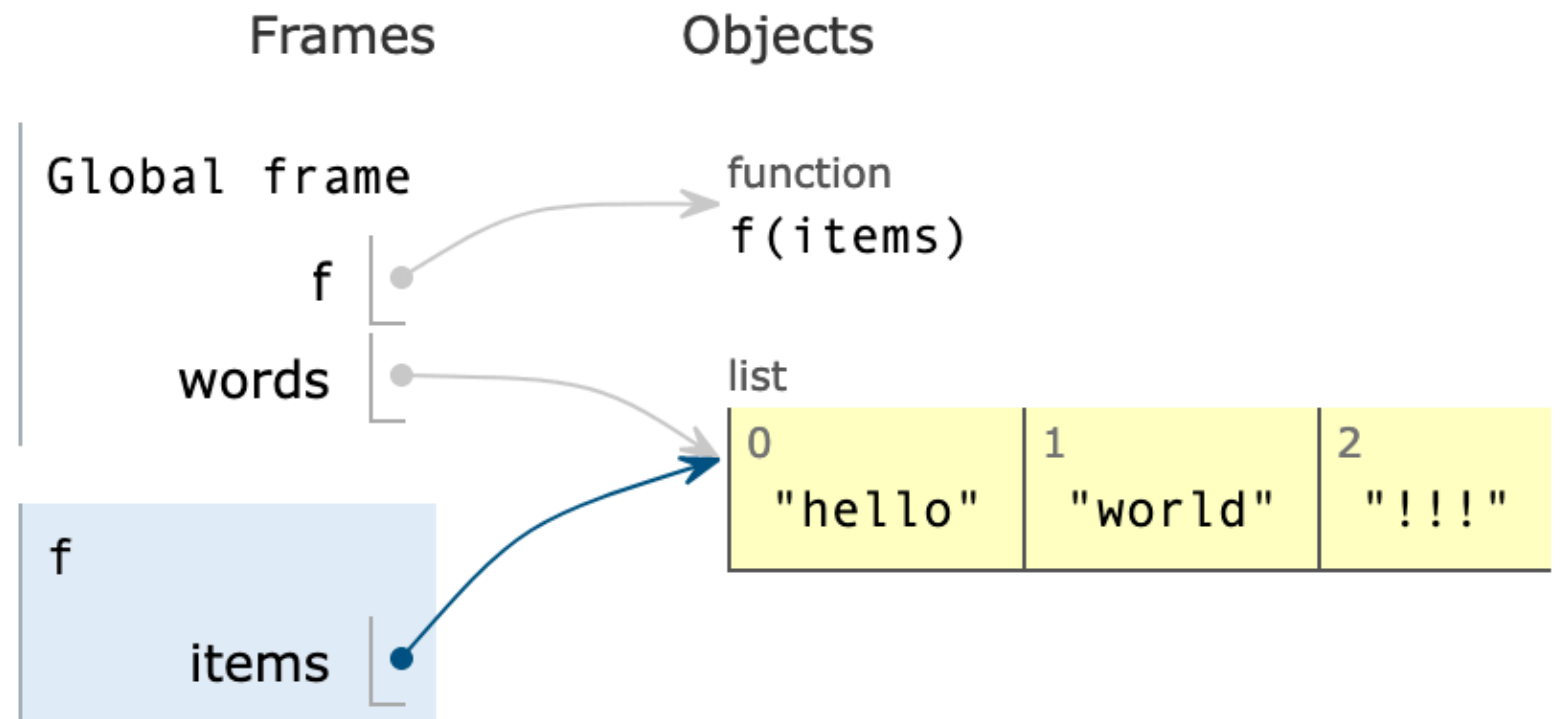 Frames Objects
Global frame
f
words
function
f(items)
list
0 1 2
"hello" "world" "!!!"
f
items